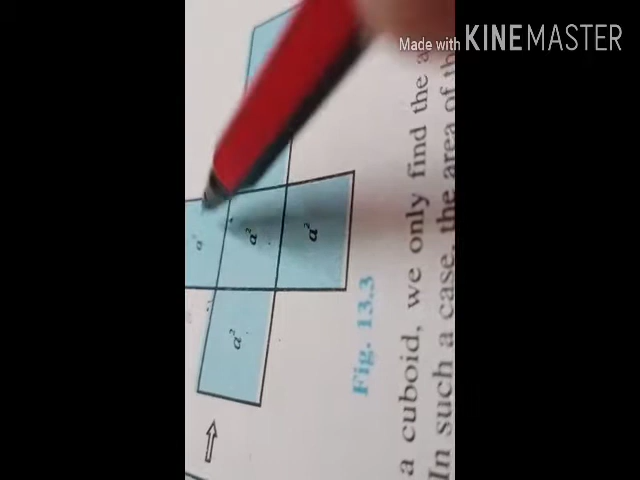 Made with KINEMASTER
a²
a²
a²
a²
Fig. 13.3
a cuboid, we only find the
In such a case, the area of